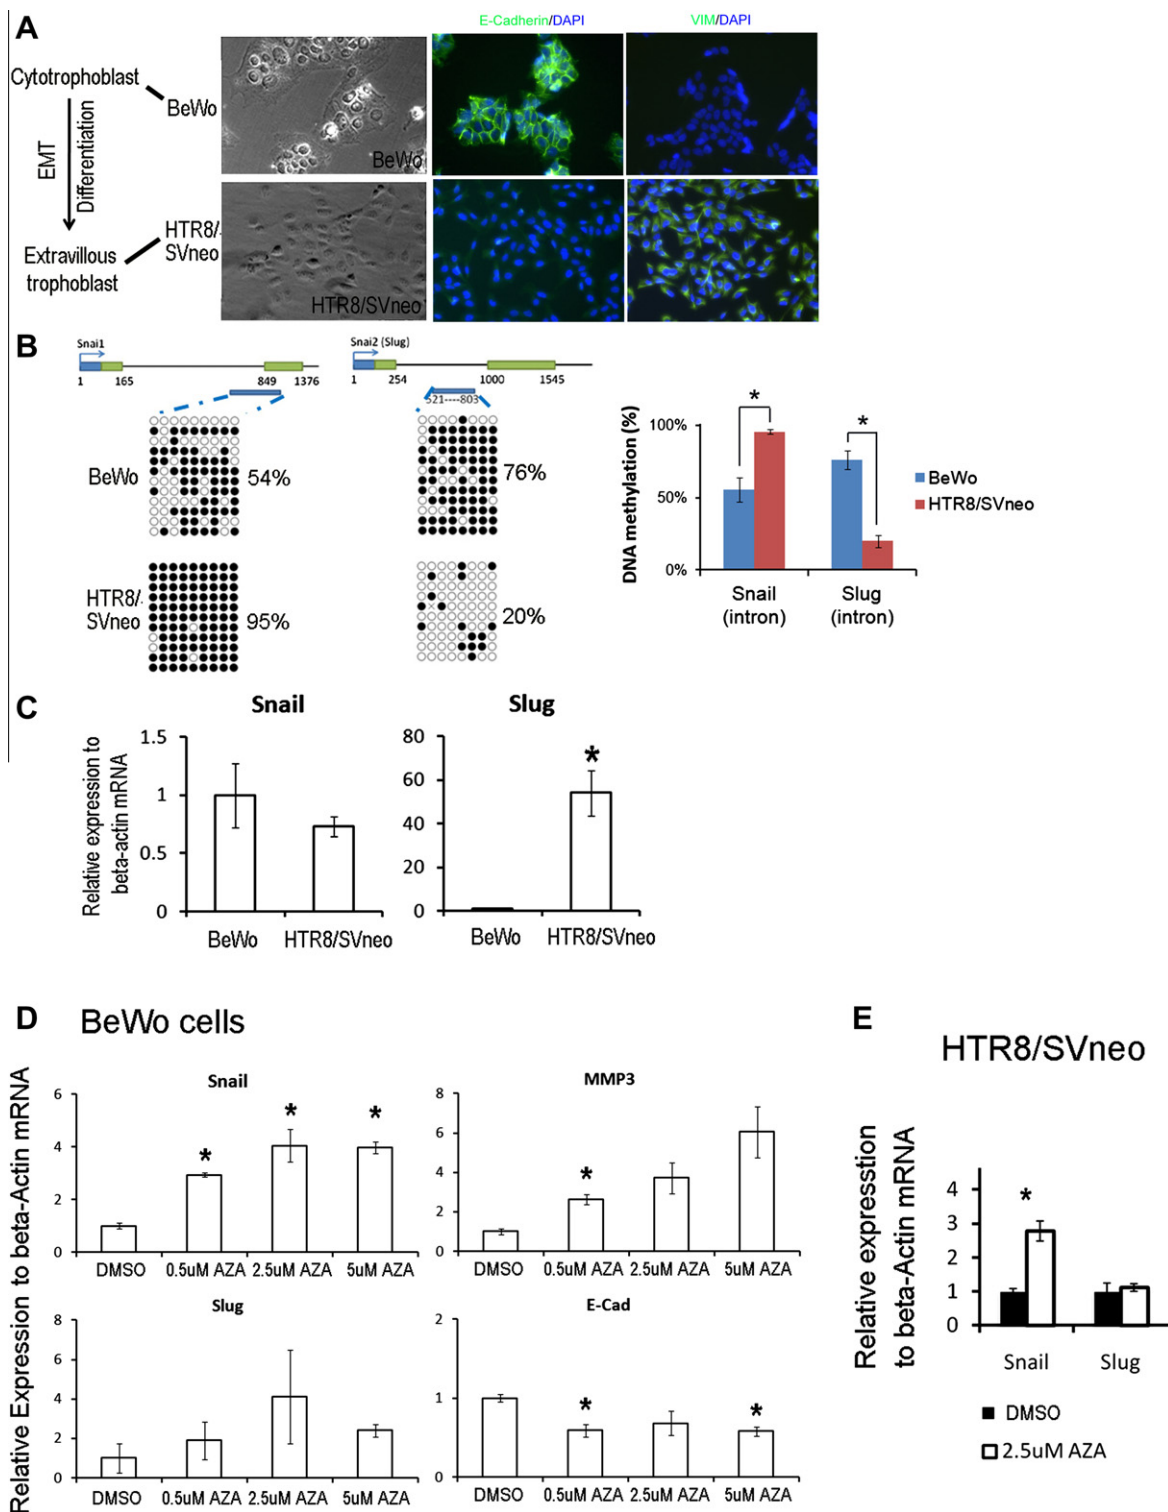 A
E-Cadherin/DAPI
VIM/DAPI
Cytotrophoblast
BeWo
BeWo
EMT
Differentiation
HTR8/
SVneo
Extravillous
trophoblast
HTR8/SVneo
B
Snai1
1 165 849 1376
Snai2 (Slug)
1 254 1000 1545
521----803
BeWo
54%
76%
HTR8/
SVneo
95%
20%
DNA methylation (%)
100%
50%
0%
*
*
BeWo
HTR8/SVneo
Snail
(intron)
Slug
(intron)
C
Snail
Relative expression to
beta-actin mRNA
1.5
1
0.5
0
BeWo HTR8/SVneo
Slug
80
60
40
20
0
*
BeWo HTR8/SVneo
D BeWo cells
Relative Expression to beta-Actin mRNA
Snail
6
4
2
0
* * *
DMSO 0.5uM AZA 2.5uM AZA 5uM AZA
MMP3
8
6
4
2
0
*
DMSO 0.5uM AZA 2.5uM AZA 5uM AZA
Slug
8
6
4
2
0
DMSO 0.5uM AZA 2.5uM AZA 5uM AZA
E-Cad
2
1
0
* *
DMSO 0.5uM AZA 2.5uM AZA 5uM AZA
E
HTR8/SVneo
Relative expresstion
to beta-Actin mRNA
4
3
2
1
0
*
Snail Slug
DMSO
2.5uM AZA